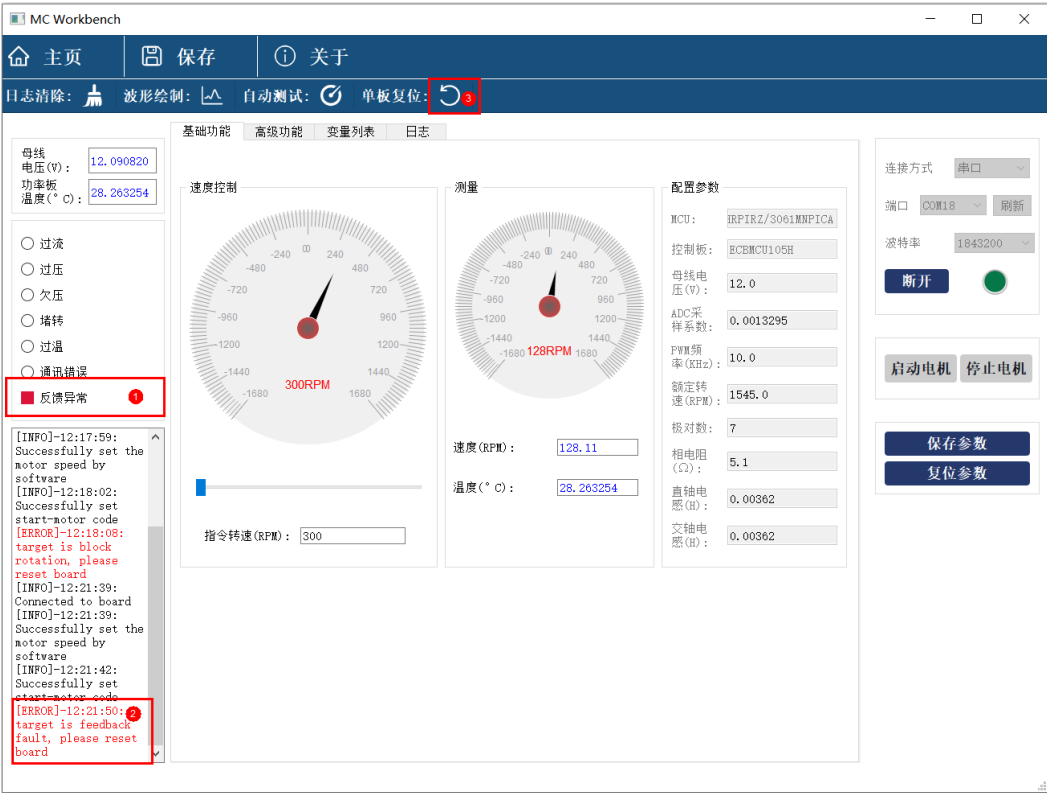 MC Workbench
主页
保存
关于
日志清除:
波形绘制:
自动测试:
单板复位:
3
基础功能
高级功能
变量列表
日志
母线
电压(V):
12.090820
功率板
温度(°C):
28.263254
过流
过压
欠压
堵转
过温
通讯错误
反馈异常
1
[INFO]-12:17:59:
Successfully set the
motor speed by
software
[INFO]-12:18:02:
Successfully set
start-motor code
[ERROR]-12:18:08:
target is block
rotation, please
reset board
[INFO]-12:21:39:
Connected to board
[INFO]-12:21:39:
Successfully set the
motor speed by
software
[INFO]-12:21:42:
Successfully set
start-motor code
[ERROR]-12:21:50:
2
target is feedback
fault, please reset
board
速度控制
-240
240
-480
480
-720
720
-960
960
-1200
1200
-1440
1440
-1680
1680
300RPM
指令转速(RPM):
300
测量
-240
0
240
-480
480
-720
720
-960
960
-1200
1200
-1440
1440
-1680
128RPM
1680
速度(RPM):
128.11
温度(°C):
28.263254
配置参数
MCU:
IRPIRZ/3061MNPICA
控制板:
ECBMCU105H
母线电
压(V):
12.0
ADC采
样系数:
0.0013295
PWM频
率(KHz):
10.0
额定转
速(RPM):
1545.0
极对数:
7
相电阻
(Ω):
5.1
直轴电
感(H):
0.00362
交轴电
感(H):
0.00362
连接方式
串口
端口
COM18
刷新
波特率
1843200
断开
启动电机
停止电机
保存参数
复位参数